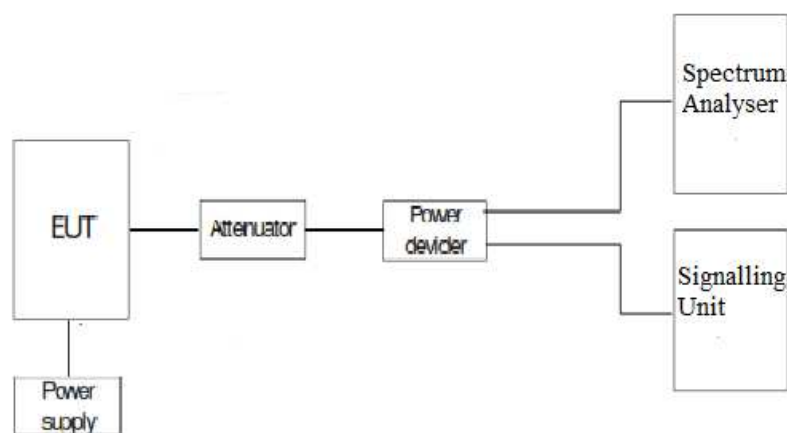 Spectrum
Analyser
EUT
Attenuator
Power
devider
Signalling
Unit
Power
supply